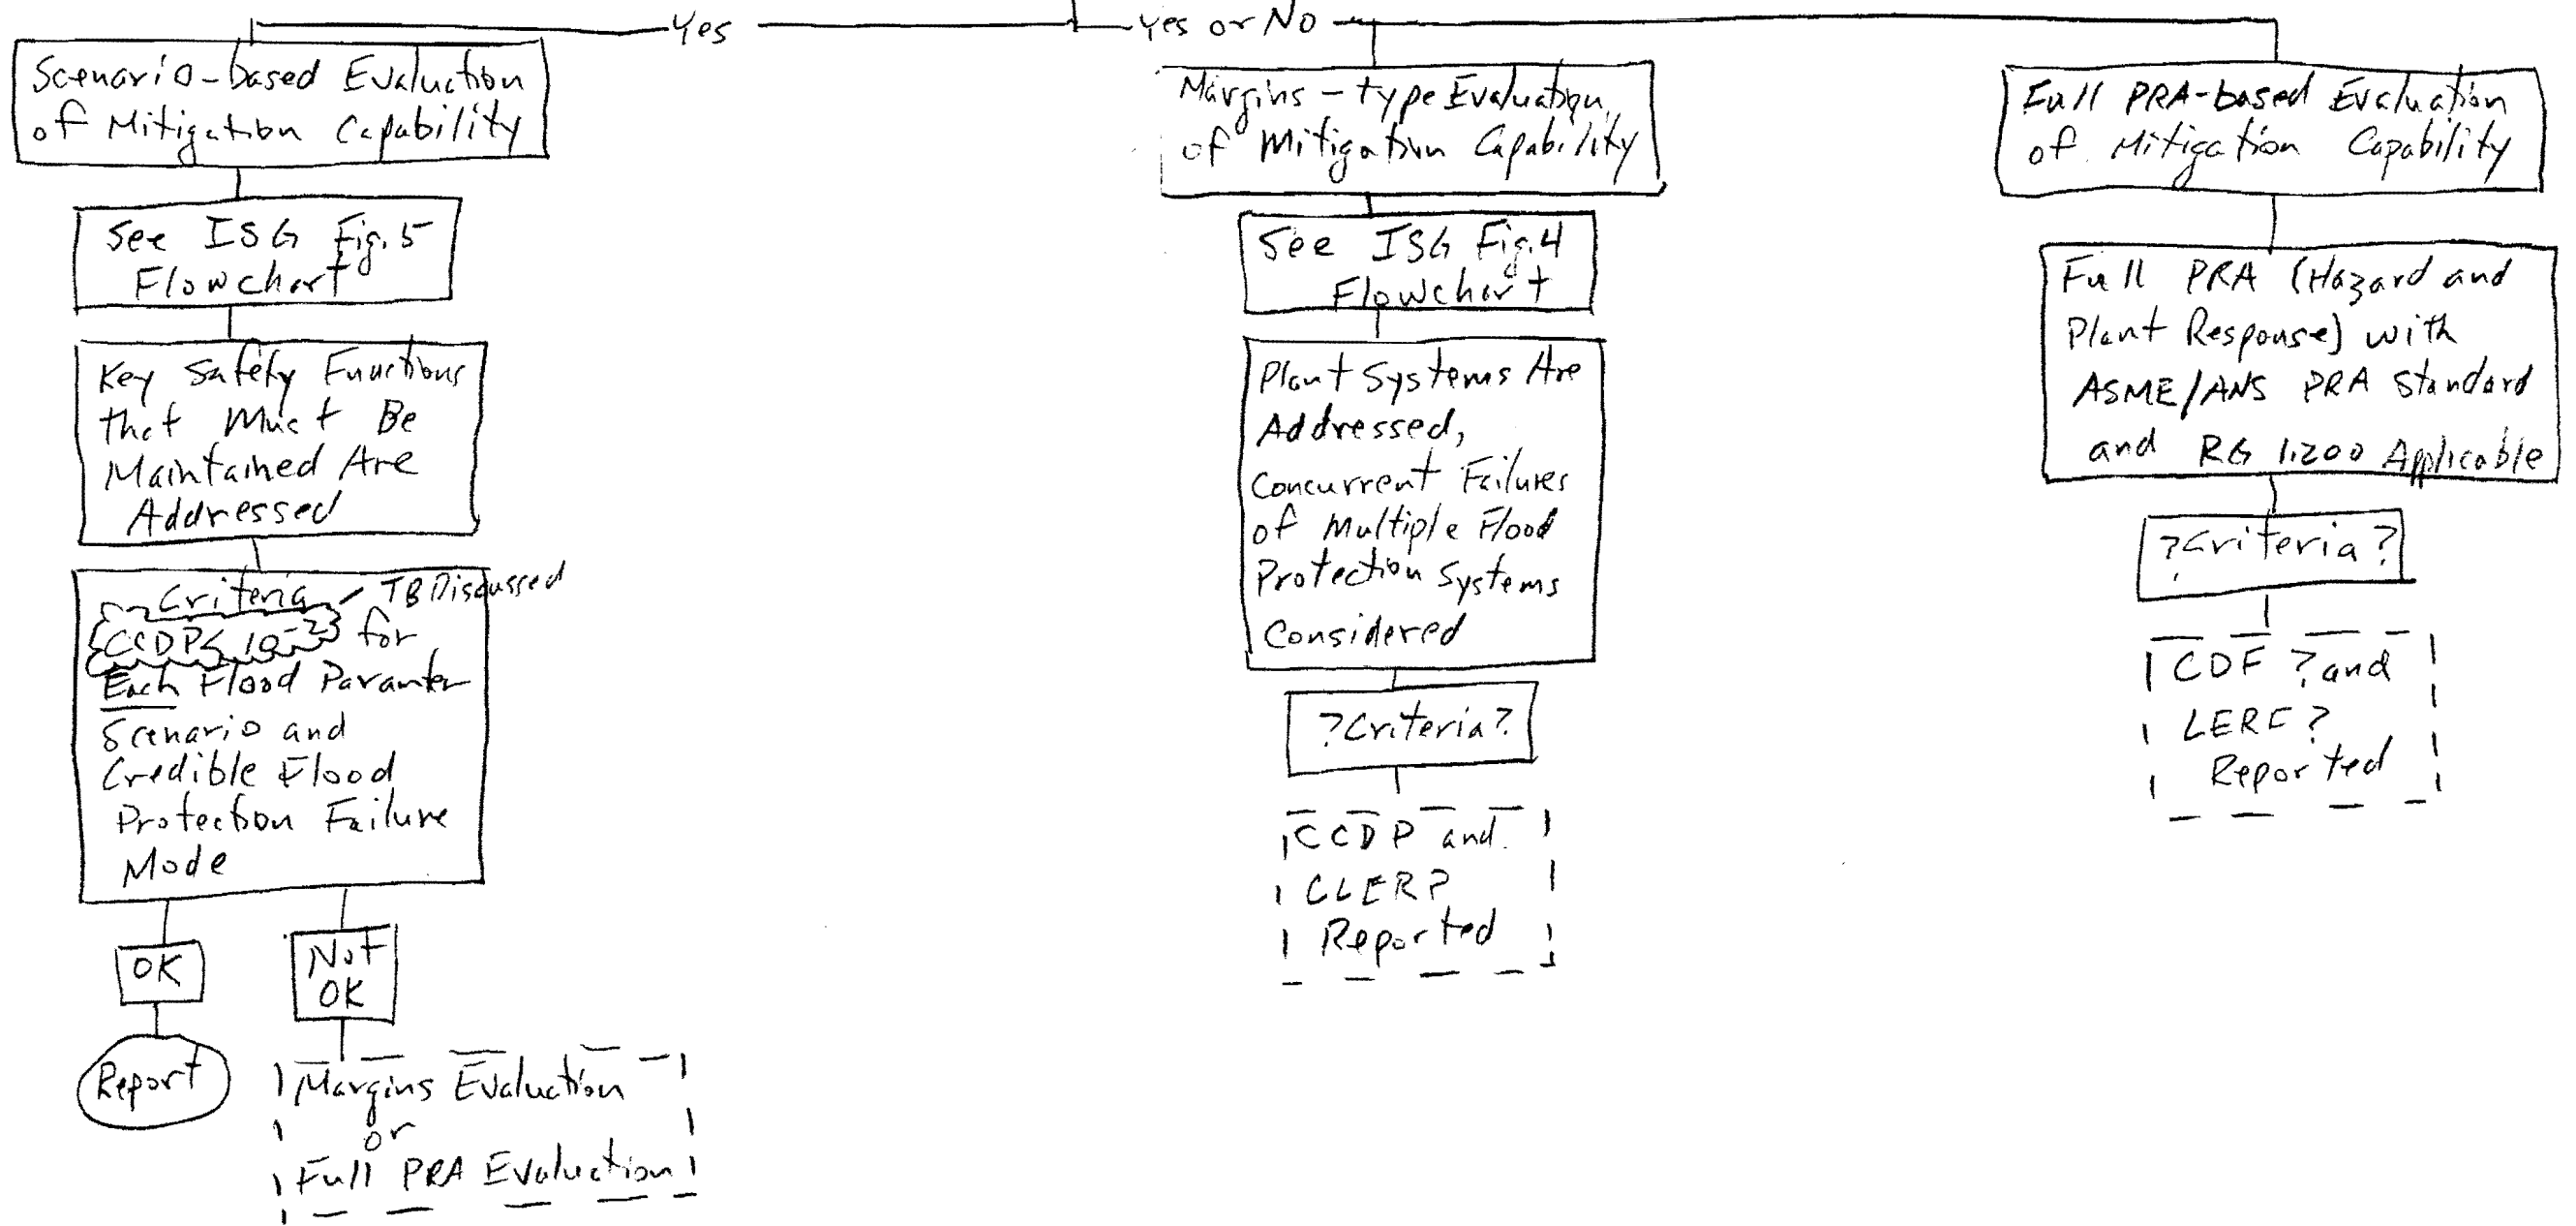 Yes
Yes or No
Scenario-based Evaluation
of Mitigation Capability
See ISG Fig. 5
Flowchart
Key Safety Functions
that Must Be
Maintained Are
Addressed
Criteria - TB Discussed
CCDP< 10-2 for
Each Flood Paramter
Scenario and
Credible Flood
Protection Failure
Mode
OK
Not
OK
Report
Margins Evaluation
or
Full PRA Evaluation
Margins-type Evaluation
of Mitigation Capability
See ISG Fig. 4
Flowchart
Plant Systems Are
Addressed,
Concurrent Failures
of Multiple Flood
Protection Systems
Considered
?Criteria?
CCDP and
CLERP
Reported
Full PRA-based Evaluation
of Mitigation Capability
Full PRA (Hazard and
Plant Response) with
ASME/ANS PRA Standard
and RG 1.200 Applicable
?Criteria?
CDF ? and
LERF ?
Reported